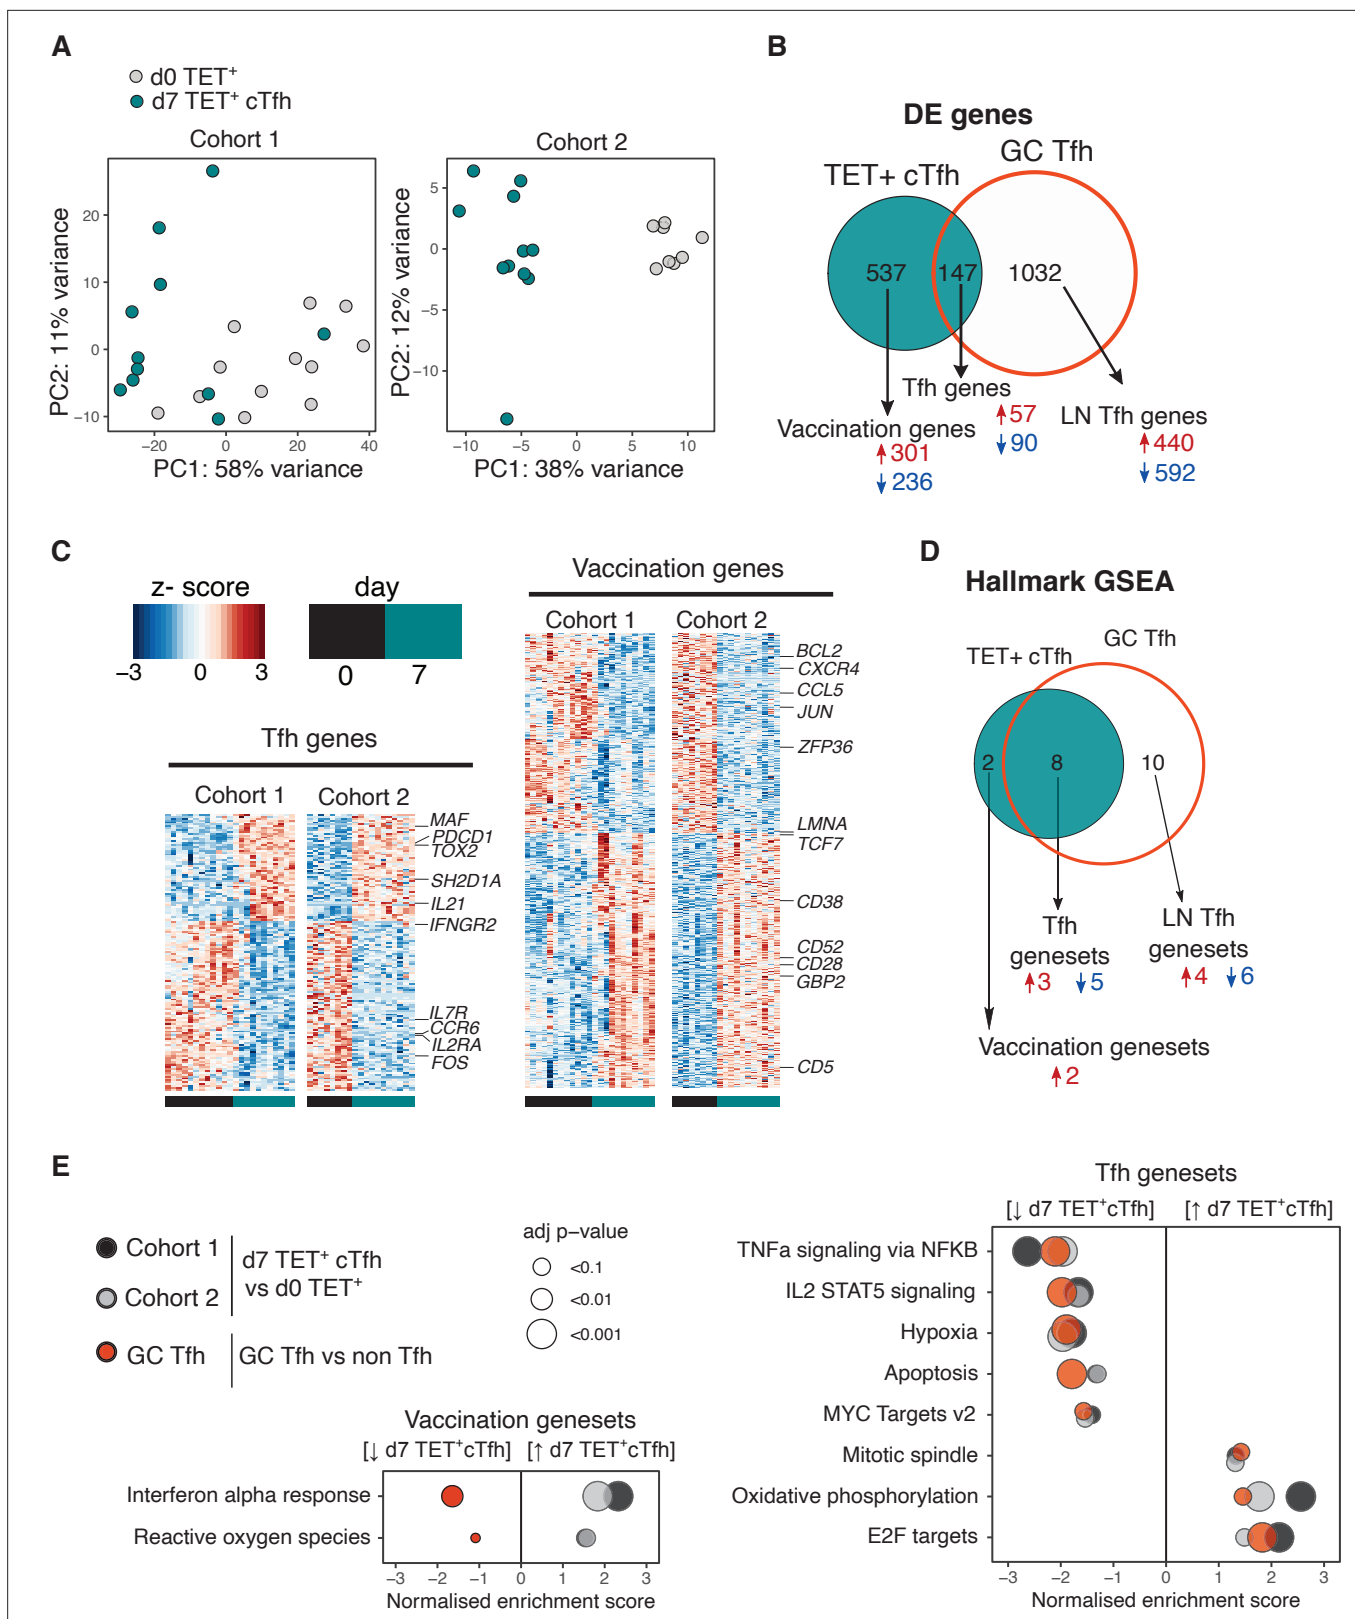 A
d0 TET+
d7 TET+ cTfh
Cohort 1
Cohort 2
PC2: 11% variance
20
10
0
−10
−20
0
20
40
PC1: 58% variance
PC2: 12% variance
5
0
−5
−10
−10
−5
0
5
10
PC1: 38% variance
B
DE genes
GC Tfh
TET+ cTfh
537
147
1032
Tfh genes
↑57
↓90
Vaccination genes
↑301
↓236
LN Tfh genes
↑440
↓592
C
z- score
−3
0
3
day
0
7
Tfh genes
Cohort 1
Cohort 2
MAF
PDCD1
TOX2
SH2D1A
IL21
IFNGR2
IL7R
CCR6
IL2RA
FOS
Vaccination genes
Cohort 1
Cohort 2
BCL2
CXCR4
CCL5
JUN
ZFP36
LMNA
TCF7
CD38
CD52
CD28
GBP2
CD5
D
Hallmark GSEA
GC Tfh
TET+ cTfh
2
8
10
Tfh
genesets
↑3 ↓5
LN Tfh
genesets
↑4 ↓6
Vaccination genesets
↑2
E
Cohort 1
Cohort 2
d7 TET+ cTfh
vs d0 TET+
GC Tfh
GC Tfh vs non Tfh
adj p−value
<0.1
<0.01
<0.001
Vaccination genesets
[↓ d7 TET+cTfh] [↑ d7 TET+cTfh]
Interferon alpha response
Reactive oxygen species
−3 −2 −1 0 1 2 3
Normalised enrichment score
Tfh genesets
[↓ d7 TET+cTfh] [↑ d7 TET+cTfh]
TNFa signaling via NFKB
IL2 STAT5 signaling
Hypoxia
Apoptosis
MYC Targets v2
Mitotic spindle
Oxidative phosphorylation
E2F targets
−3 −2 −1 0 1 2 3
Normalised enrichment score